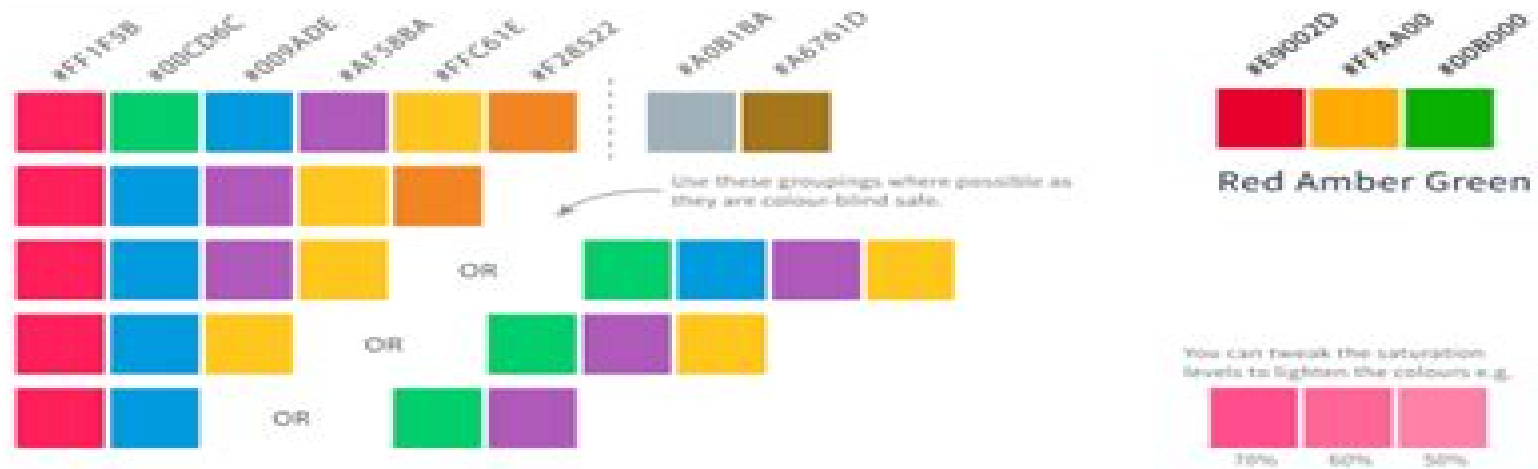 #FF1F5B
#00CD6C
#009ADE
#AF58BA
#FFC61E
#F28522
#A0B1BA
#A6761D
#E9002D
#FFAA00
#00B000
Use these groupings where possible as
they are colour-blind safe.
Red Amber Green
OR
OR
OR
You can tweak the saturation
levels to lighten the colours e.g.
70% 60% 50%